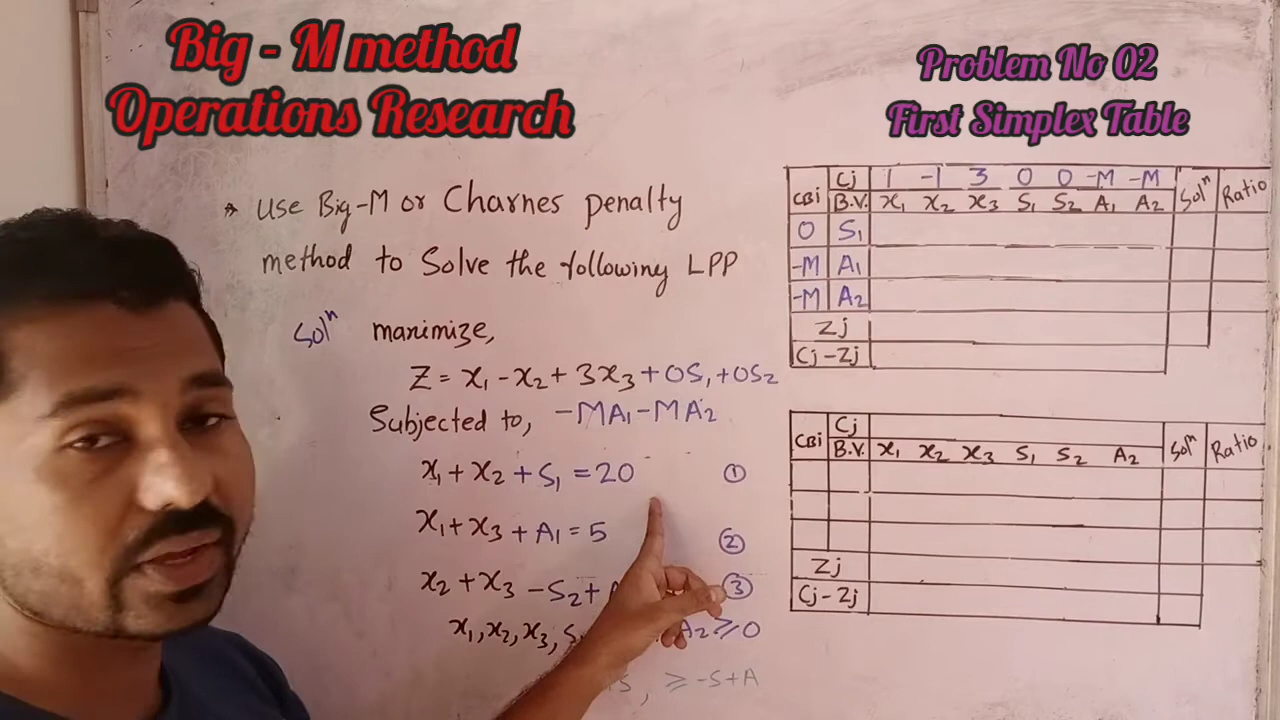 Big - M method
Operations Research
Problem No 02
First Simplex Table
* Use Big-M or Charnes penalty
method to Solve the following LPP
Solⁿ maximize,
Z = x₁ - x₂ + 3x₃ + 0S₁ + 0S₂
Subjected to, -MA₁ - MA₂
x₁ + x₂ + S₁ = 20 ①
x₁ + x₃ + A₁ = 5 ②
x₂ + x₃ - S₂ + ③
x₁, x₂, x₃, S₁ A₂ ≥ 0
≥ -S+A
CBi Cj 1 -1 3 0 0 -M -M Solⁿ Ratio
B.V. x₁ x₂ x₃ S₁ S₂ A₁ A₂
0 S₁
-M A₁
-M A₂
Zj
Cj - Zj
CBi Cj Solⁿ Ratio
B.V. x₁ x₂ x₃ S₁ S₂ A₂
Zj
Cj - Zj